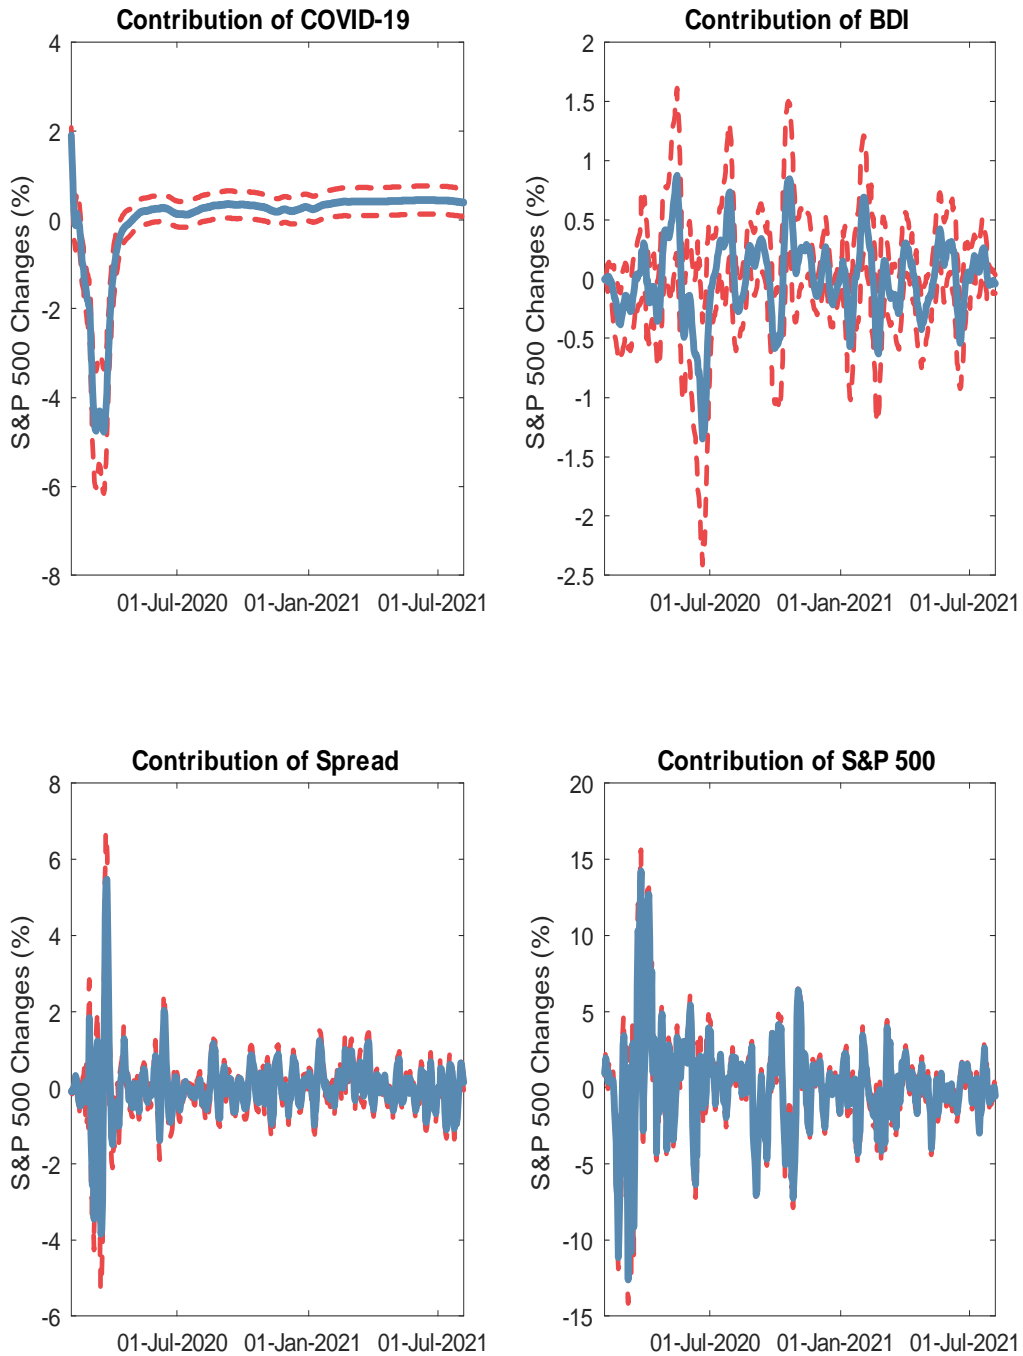 Contribution of COVID-19
S&P 500 Changes (%)
4
2
0
-2
-4
-6
-8
01-Jul-2020
01-Jan-2021
01-Jul-2021
Contribution of BDI
S&P 500 Changes (%)
2
1.5
1
0.5
0
-0.5
-1
-1.5
-2
-2.5
01-Jul-2020
01-Jan-2021
01-Jul-2021
Contribution of Spread
S&P 500 Changes (%)
8
6
4
2
0
-2
-4
-6
01-Jul-2020
01-Jan-2021
01-Jul-2021
Contribution of S&P 500
S&P 500 Changes (%)
20
15
10
5
0
-5
-10
-15
01-Jul-2020
01-Jan-2021
01-Jul-2021